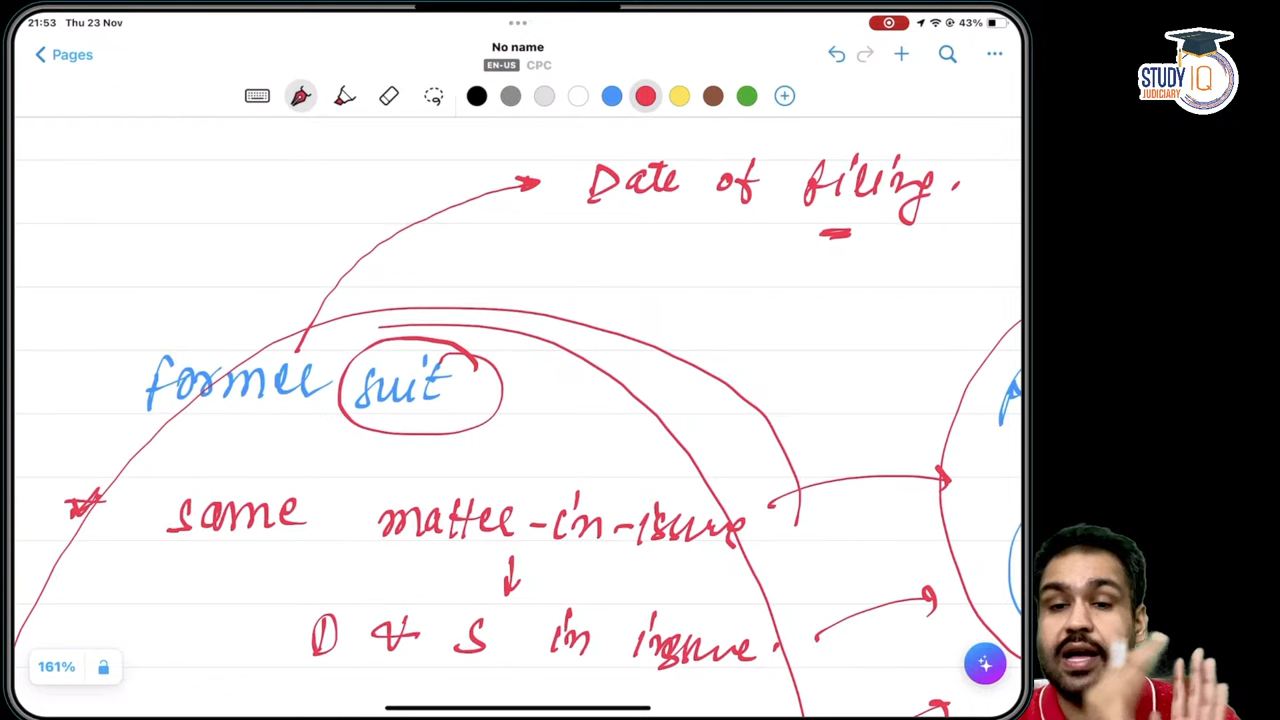 21:53 Thu 23 Nov
43%
Pages
No name
EN-US CPC
STUDY IQ
JUDICIARY
Date of filing.
former suit
same matter-in-issue
D & S in issue.
161%